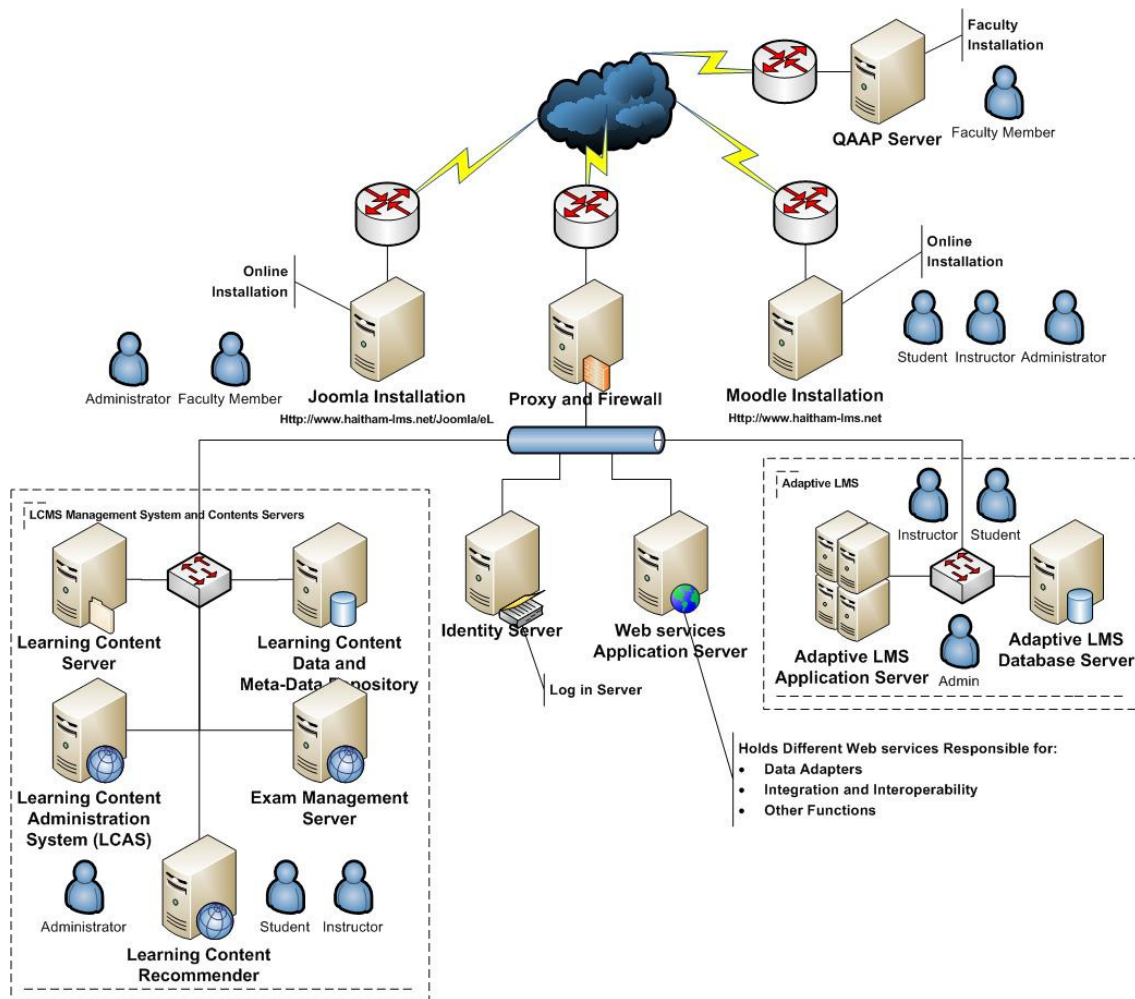 Faculty
Installation
QAAP Server
Faculty Member
Online
Installation
Online
Installation
Student
Instructor
Administrator
Administrator
Faculty Member
Joomla Installation
Http://www.haitham-lms.net/Joomla/eL
Proxy and Firewall
Moodle Installation
Http://www.haitham-lms.net
LCMS Management System and Contents Servers
Learning Content
Server
Learning Content
Data and
Meta-Data Repository
Learning Content
Administration
System (LCAS)
Exam Management
Server
Administrator
Student
Instructor
Learning Content
Recommender
Identity Server
Log in Server
Web services
Application Server
Holds Different Web services Responsible for:
• Data Adapters
• Integration and Interoperability
• Other Functions
Adaptive LMS
Instructor
Student
Adaptive LMS
Application Server
Admin
Adaptive LMS
Database Server